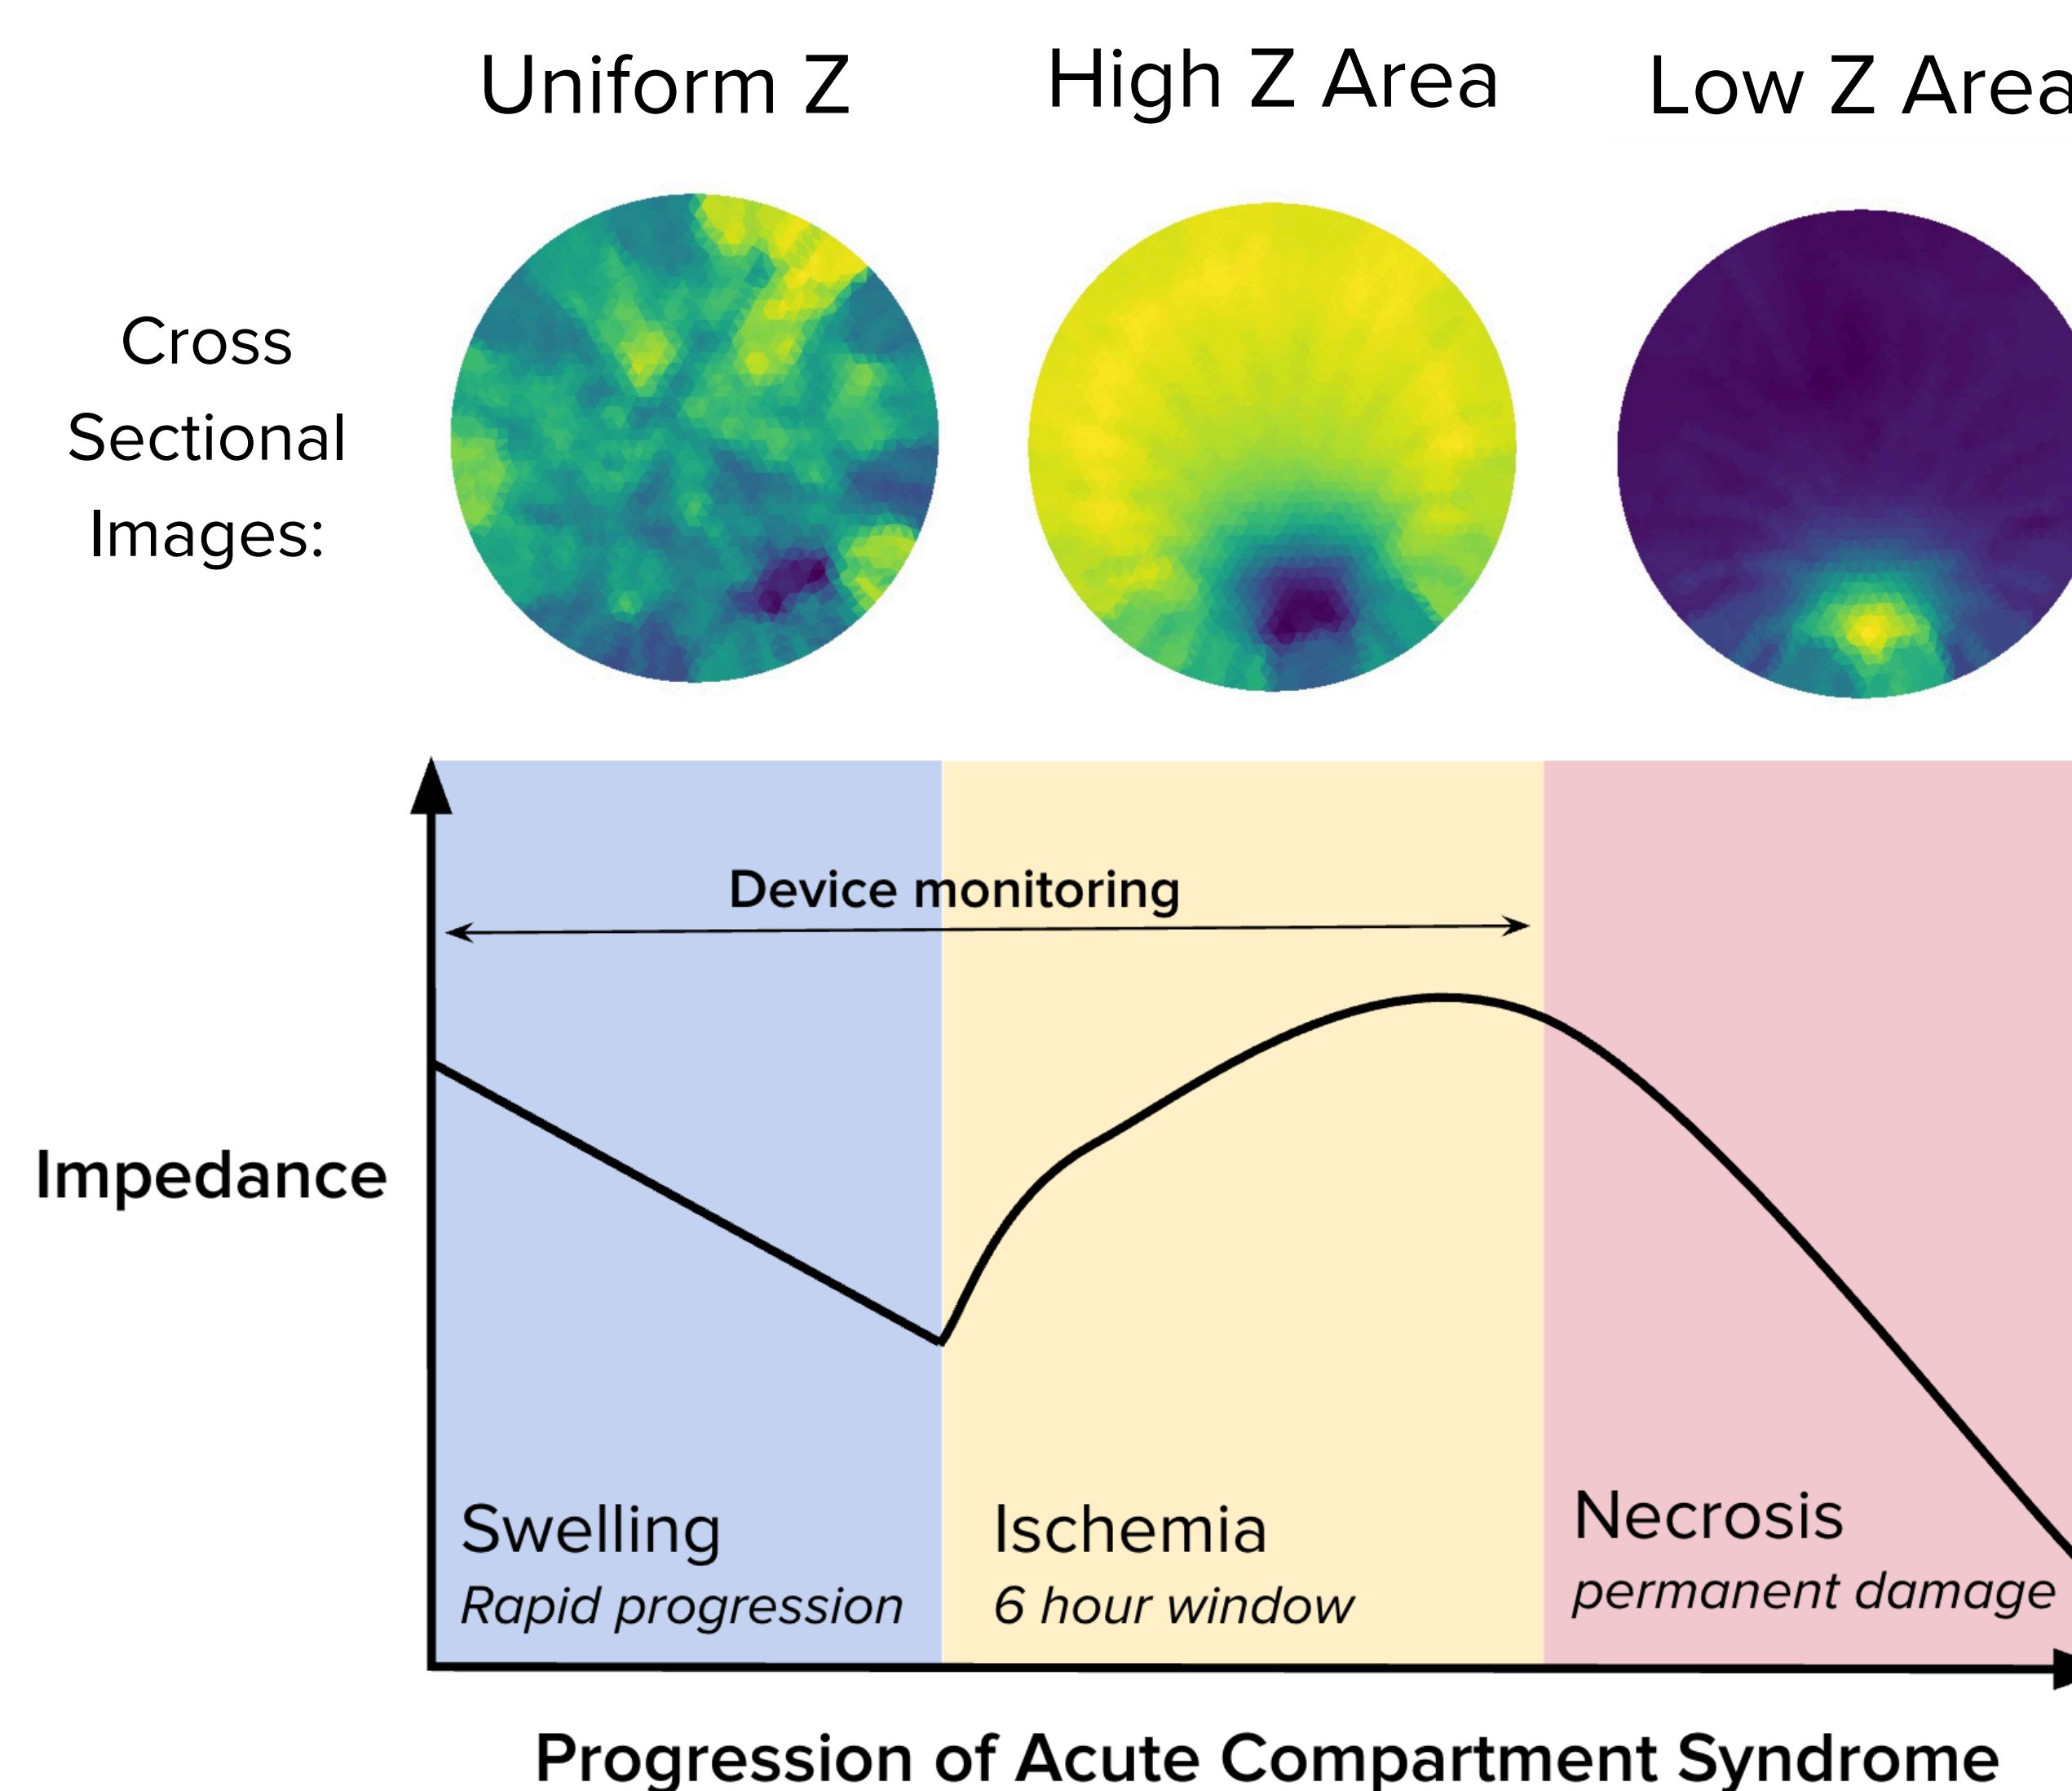 Uniform Z
High Z Area
Low Z Area
Cross
Sectional
Images:
Device monitoring
Impedance
Swelling
Rapid progression
Ischemia
6 hour window
Necrosis
permanent damage
Progression of Acute Compartment Syndrome